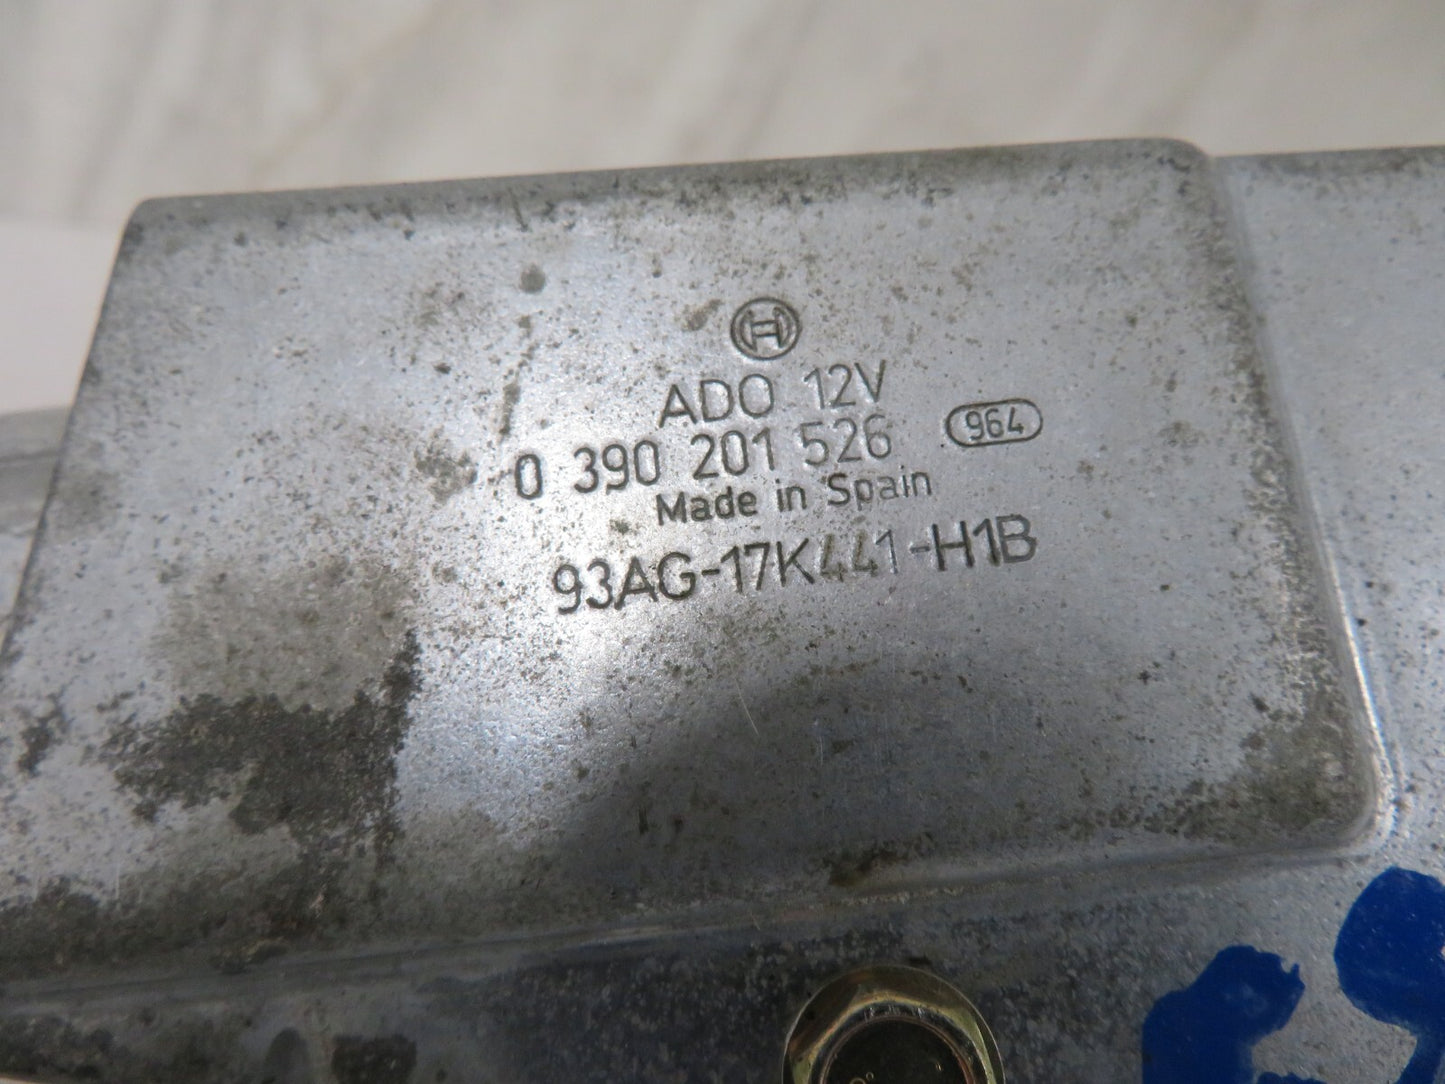 ADO 12V
0 390 201 526 964
Made in Spain
93AG-17K441-H1B